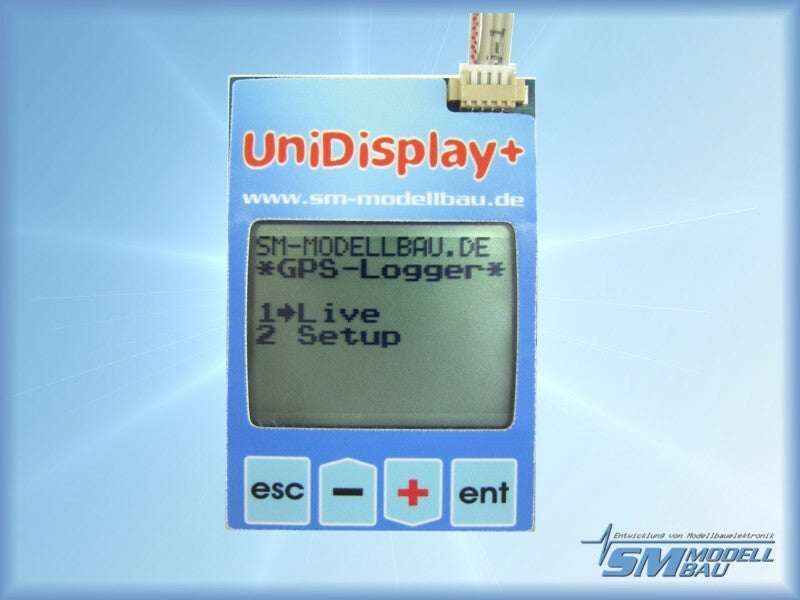 UniDisplay+
www.sm-modellbau.de
SM-MODELLBAU.DE
*GPS-Logger*
1➔Live
2 Setup
esc − + ent
Entwicklung von Modellbauelektronik
SM MODELL
BAU